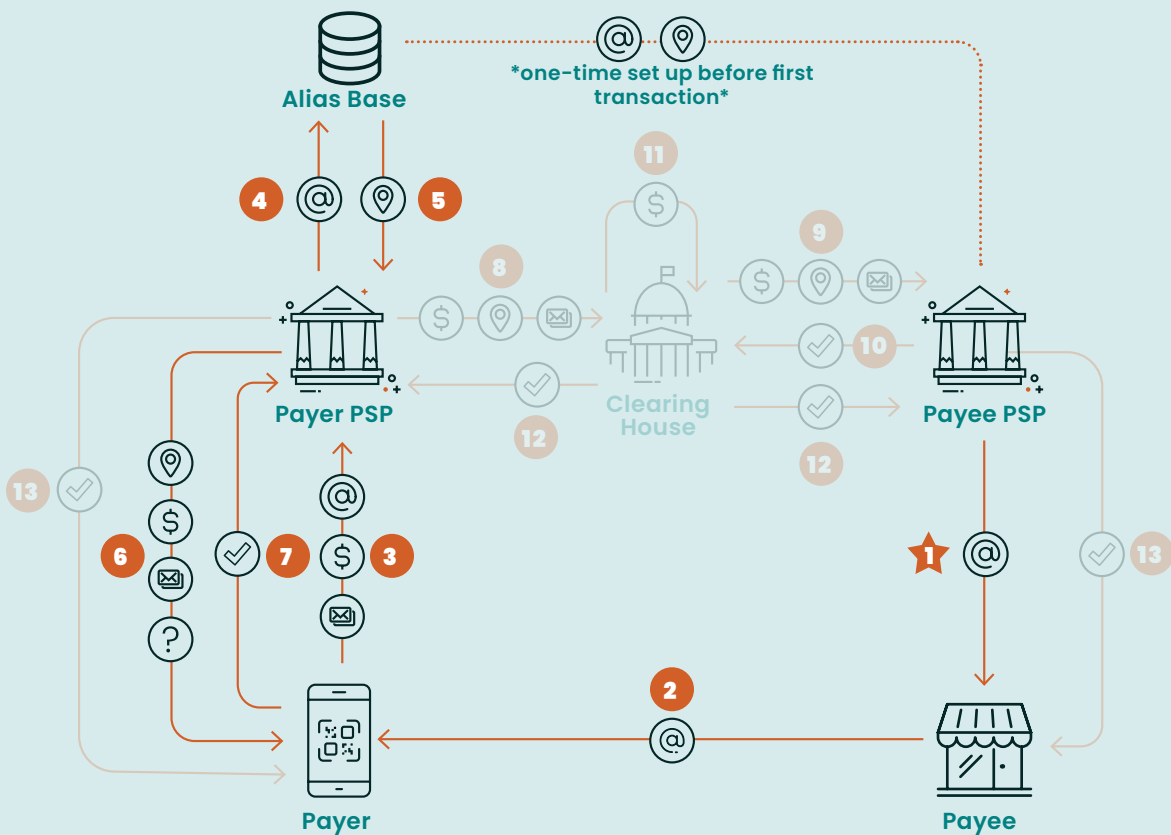 Alias Base
*one-time set up before first
transaction*
11
4
@
5
9
8
$
$
$
10
Payer PSP
Clearing
House
Payee PSP
12
12
13
@
@
$
6
7
$
3
1
@
13
?
2
@
Payer
Payee